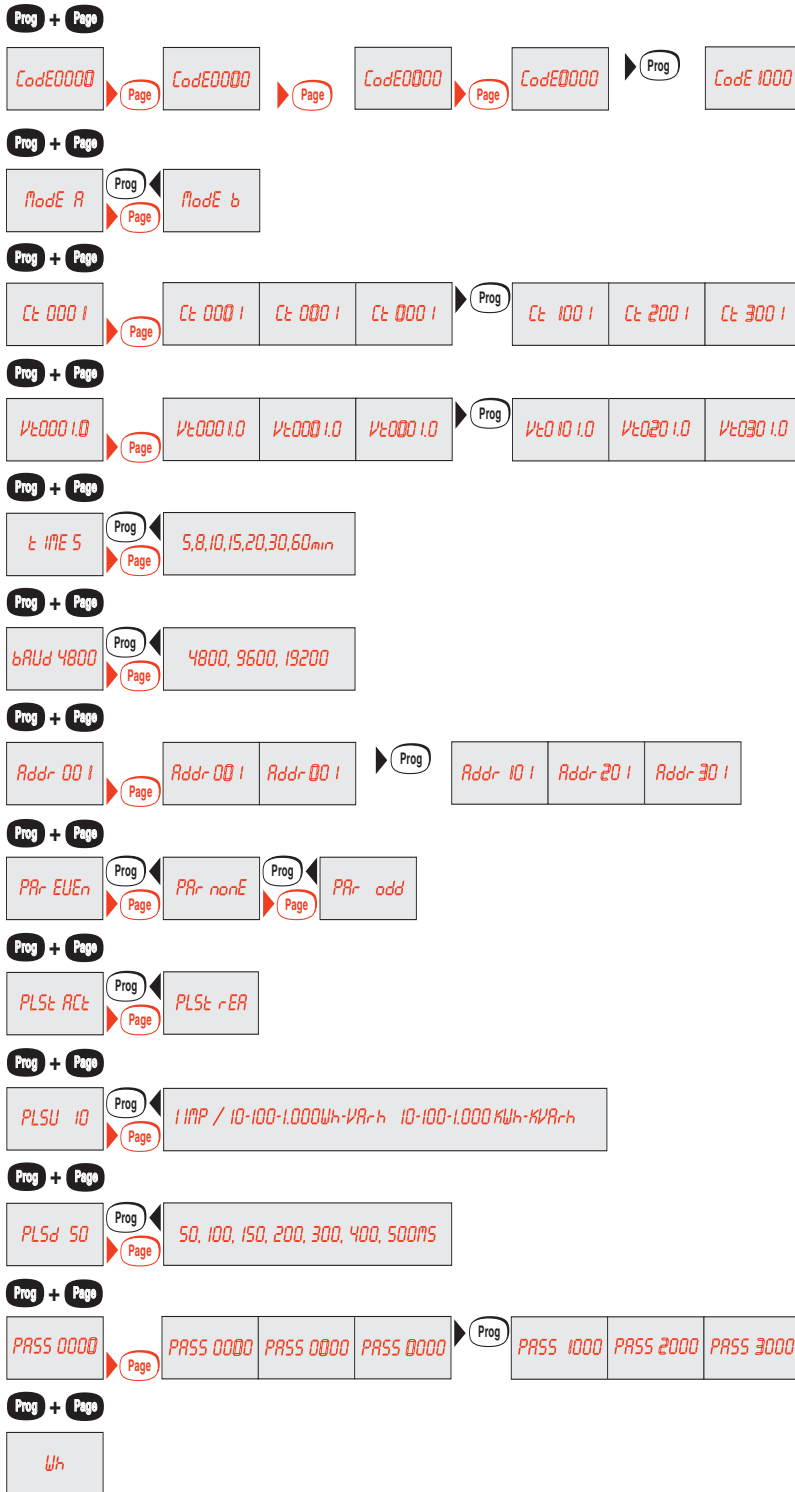 Prog + Page
CodE0000 Page CodE0000 Page CodE0000 Page CodE0000 Prog CodE 1000
Prog + Page
ModE A Prog Page ModE b
Prog + Page
Ct 0001 Page Ct 0001 Ct 0001 Ct 0001 Prog Ct 1001 Ct 2001 Ct 3001
Prog + Page
Vt0001.0 Page Vt0001.0 Vt0001.0 Vt0001.0 Prog Vt0101.0 Vt0201.0 Vt0301.0
Prog + Page
tIME 5 Prog Page 5,8,10,15,20,30,60min
Prog + Page
bAUd 4800 Prog Page 4800, 9600, 19200
Prog + Page
Addr 001 Page Addr 001 Addr 001 Prog Addr 101 Addr 201 Addr 301
Prog + Page
PAr EVEn Prog Page PAr nonE Prog Page PAr odd
Prog + Page
PLSt ACt Prog Page PLSt rEA
Prog + Page
PLSU 10 Prog Page 1 IMP / 10-100-1.000Wh-VArh 10-100-1.000 KWh-KVArh
Prog + Page
PLSd 50 Prog Page 50, 100, 150, 200, 300, 400, 500MS
Prog + Page
PASS 0000 Page PASS 0000 PASS 0000 PASS 0000 Prog PASS 1000 PASS 2000 PASS 3000
Prog + Page
Wh